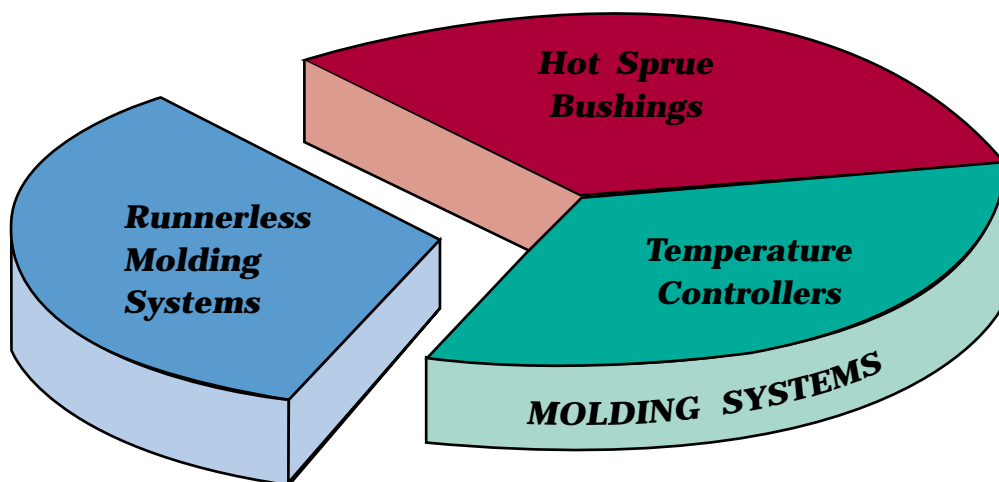 Hot Sprue
Bushings
Runnerless
Molding
Systems
Temperature
Controllers
MOLDING SYSTEMS